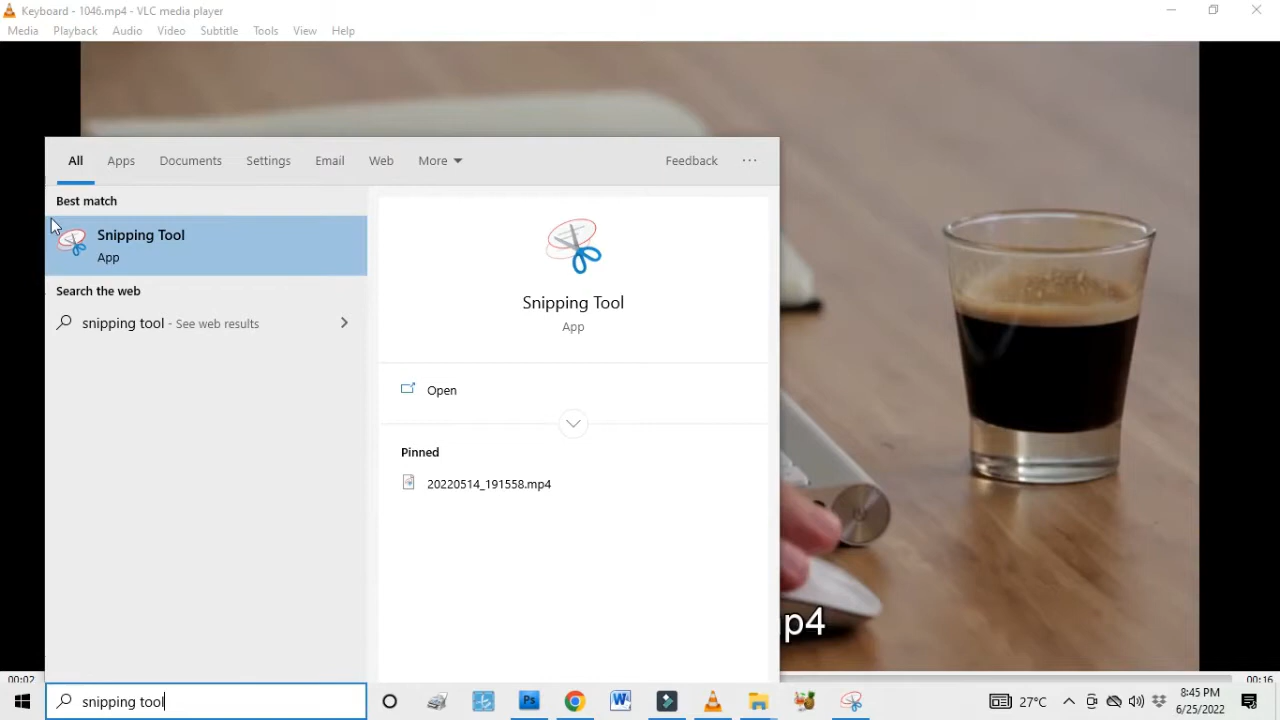 Keyboard - 1046.mp4 - VLC media player
Media Playback Audio Video Subtitle Tools View Help
All Apps Documents Settings Email Web More Feedback ...
Best match
Snipping Tool
App
Search the web
snipping tool - See web results
Snipping Tool
App
Open
Pinned
20220514_191558.mp4
p4
00:02
00:16
snipping tool
Ps
W
27°C
8:45 PM
6/25/2022